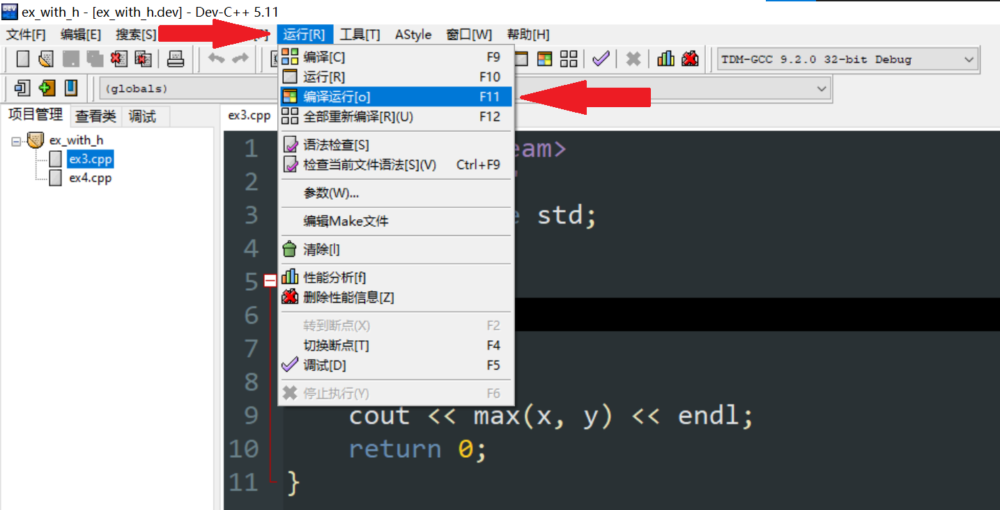 ex_with_h - [ex_with_h.dev] - Dev-C++ 5.11
文件[F] 编辑[E] 搜索[S] 运行[R] 工具[T] AStyle 窗口[W] 帮助[H]
TDM-GCC 9.2.0 32-bit Debug
(globals)
项目管理 查看类 调试
ex_with_h
ex3.cpp
ex4.cpp
ex3.cpp
编译[C] F9
运行[R] F10
编译运行[o] F11
全部重新编译[R](U) F12
语法检查[S]
检查当前文件语法[S](V) Ctrl+F9
参数(W)...
编辑Make文件
清除[l]
性能分析[f]
删除性能信息[Z]
转到断点(X) F2
切换断点[T] F4
调试[D] F5
停止执行(Y) F6
1 eam>
2
3 e std;
4
5
6
7
8
9 cout << max(x, y) << endl;
10 return 0;
11 }